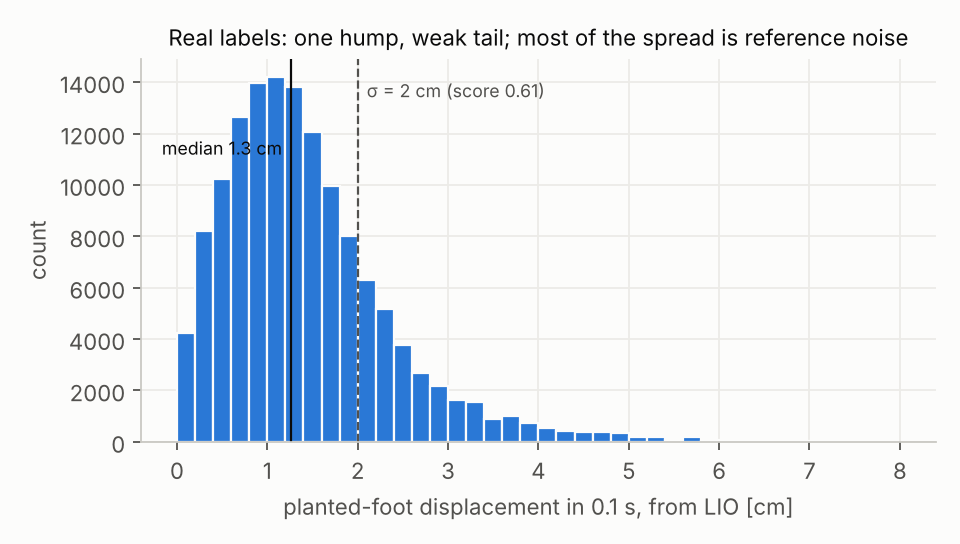 Real labels: one hump, weak tail; most of the spread is reference noise
14000
12000
10000
8000
6000
4000
2000
0
count
σ = 2 cm (score 0.61)
median 1.3 cm
0 1 2 3 4 5 6 7 8
planted-foot displacement in 0.1 s, from LIO [cm]